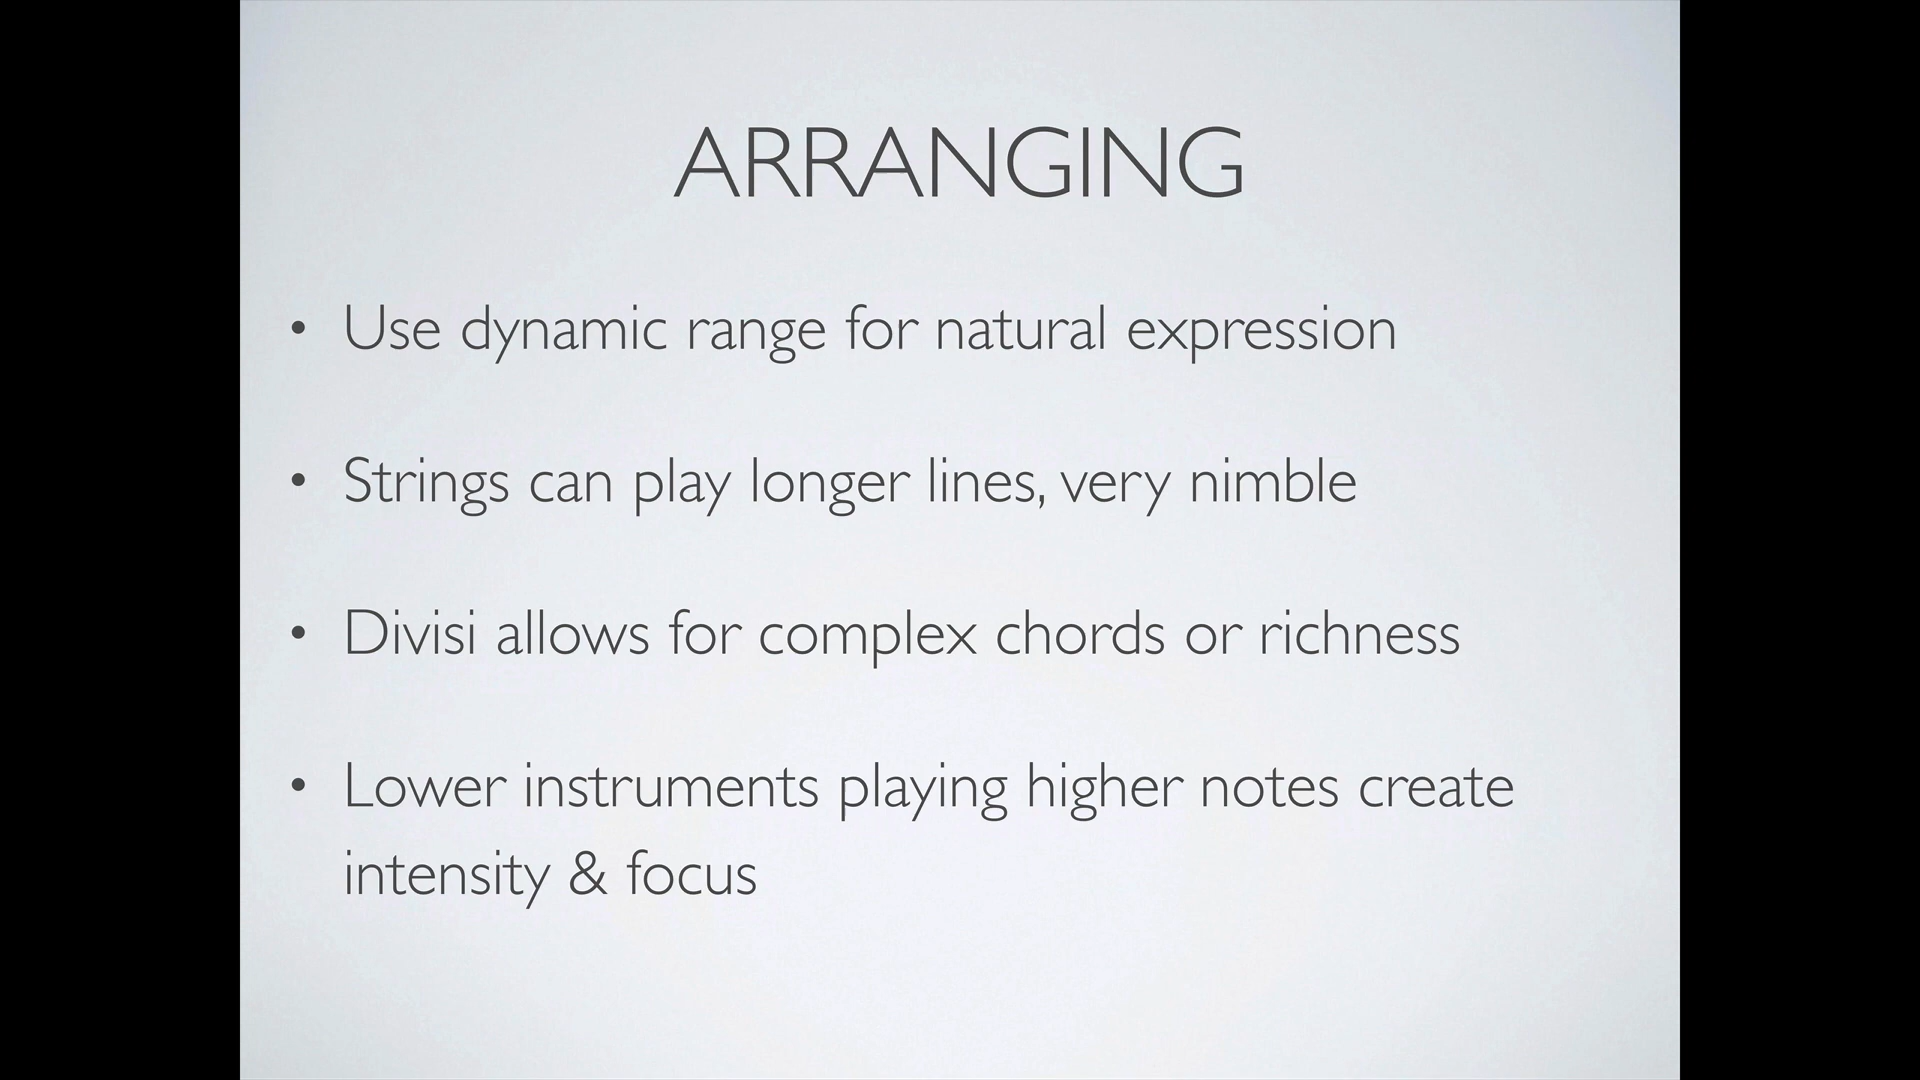 ARRANGING
• Use dynamic range for natural expression
• Strings can play longer lines, very nimble
• Divisi allows for complex chords or richness
• Lower instruments playing higher notes create
intensity & focus